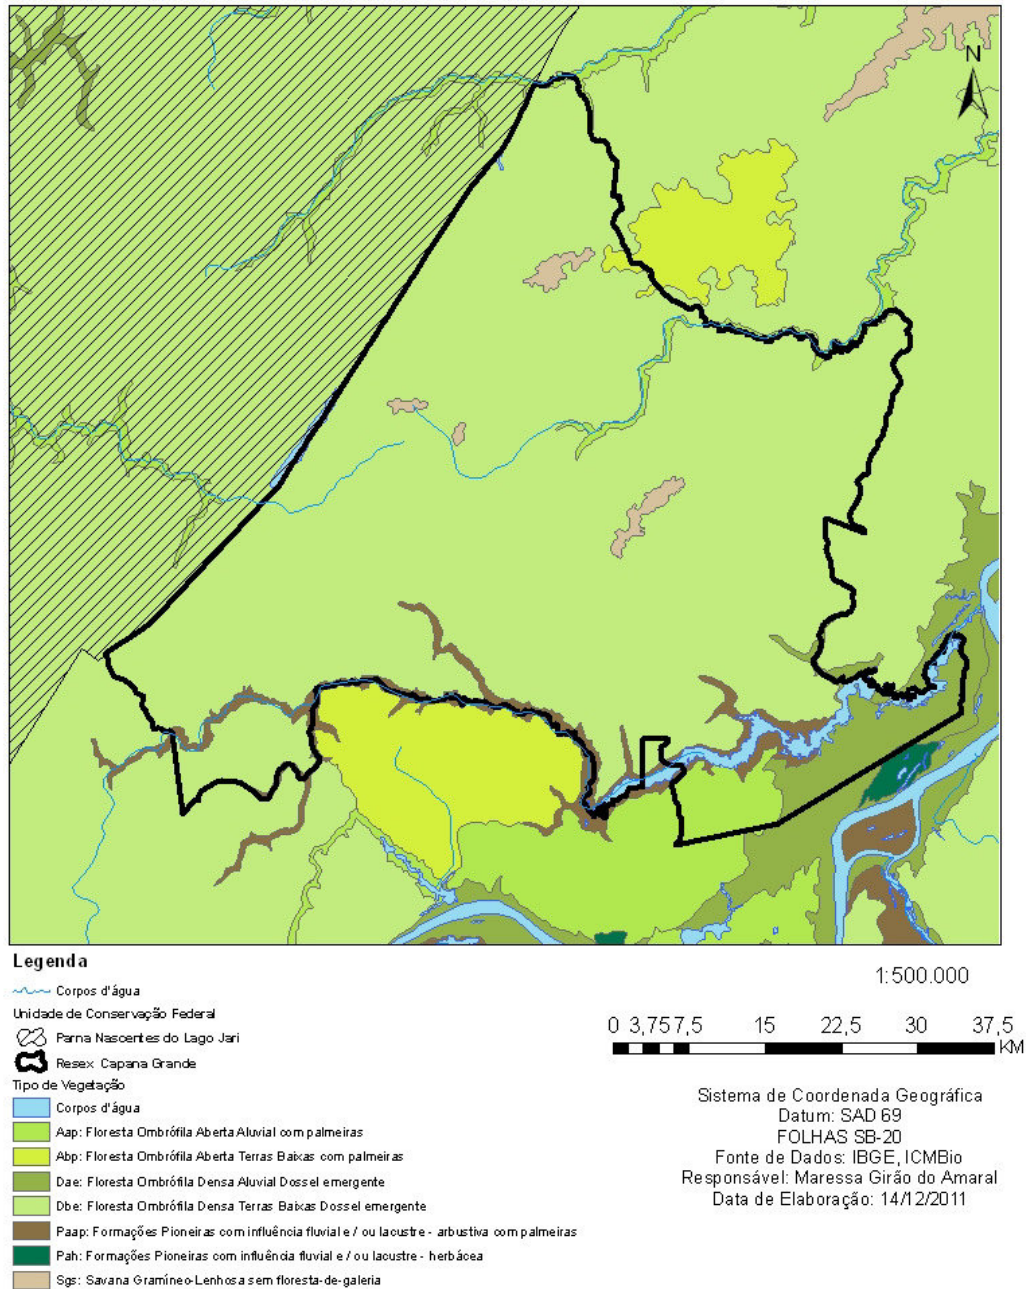 N
Legenda
Corpos d'água
Unidade de Conservação Federal
Parna Nascentes do Lago Jari
Resex Capana Grande
Tipo de Vegetação
Corpos d'água
Aap: Floresta Ombrófila Aberta Aluvial com palmeiras
Abp: Floresta Ombrófila Aberta Terras Baixas com palmeiras
Dae: Floresta Ombrófila Densa Aluvial Dossel emergente
Dbe: Floresta Ombrófila Densa Terras Baixas Dossel emergente
Paap: Formações Pioneiras com influência fluvial e / ou lacustre - arbustiva com palmeiras
Pah: Formações Pioneiras com influência fluvial e / ou lacustre - herbácea
Sgs: Savana Gramíneo-Lenhosa sem floresta-de-galeria
1:500.000
0 3,75 7,5 15 22,5 30 37,5
KM
Sistema de Coordenada Geográfica
Datum: SAD 69
FOLHAS SB-20
Fonte de Dados: IBGE, ICMBio
Responsável: Maressa Girão do Amaral
Data de Elaboração: 14/12/2011